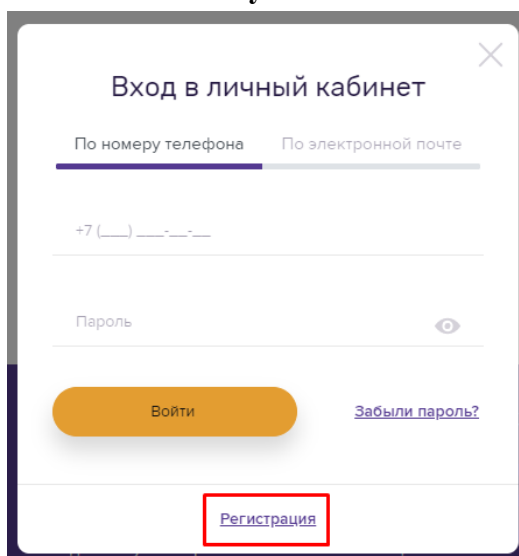 Вход в личный кабинет
По номеру телефона По электронной почте
+7 (___) ___-__-__
Пароль
Войти Забыли пароль?
Регистрация